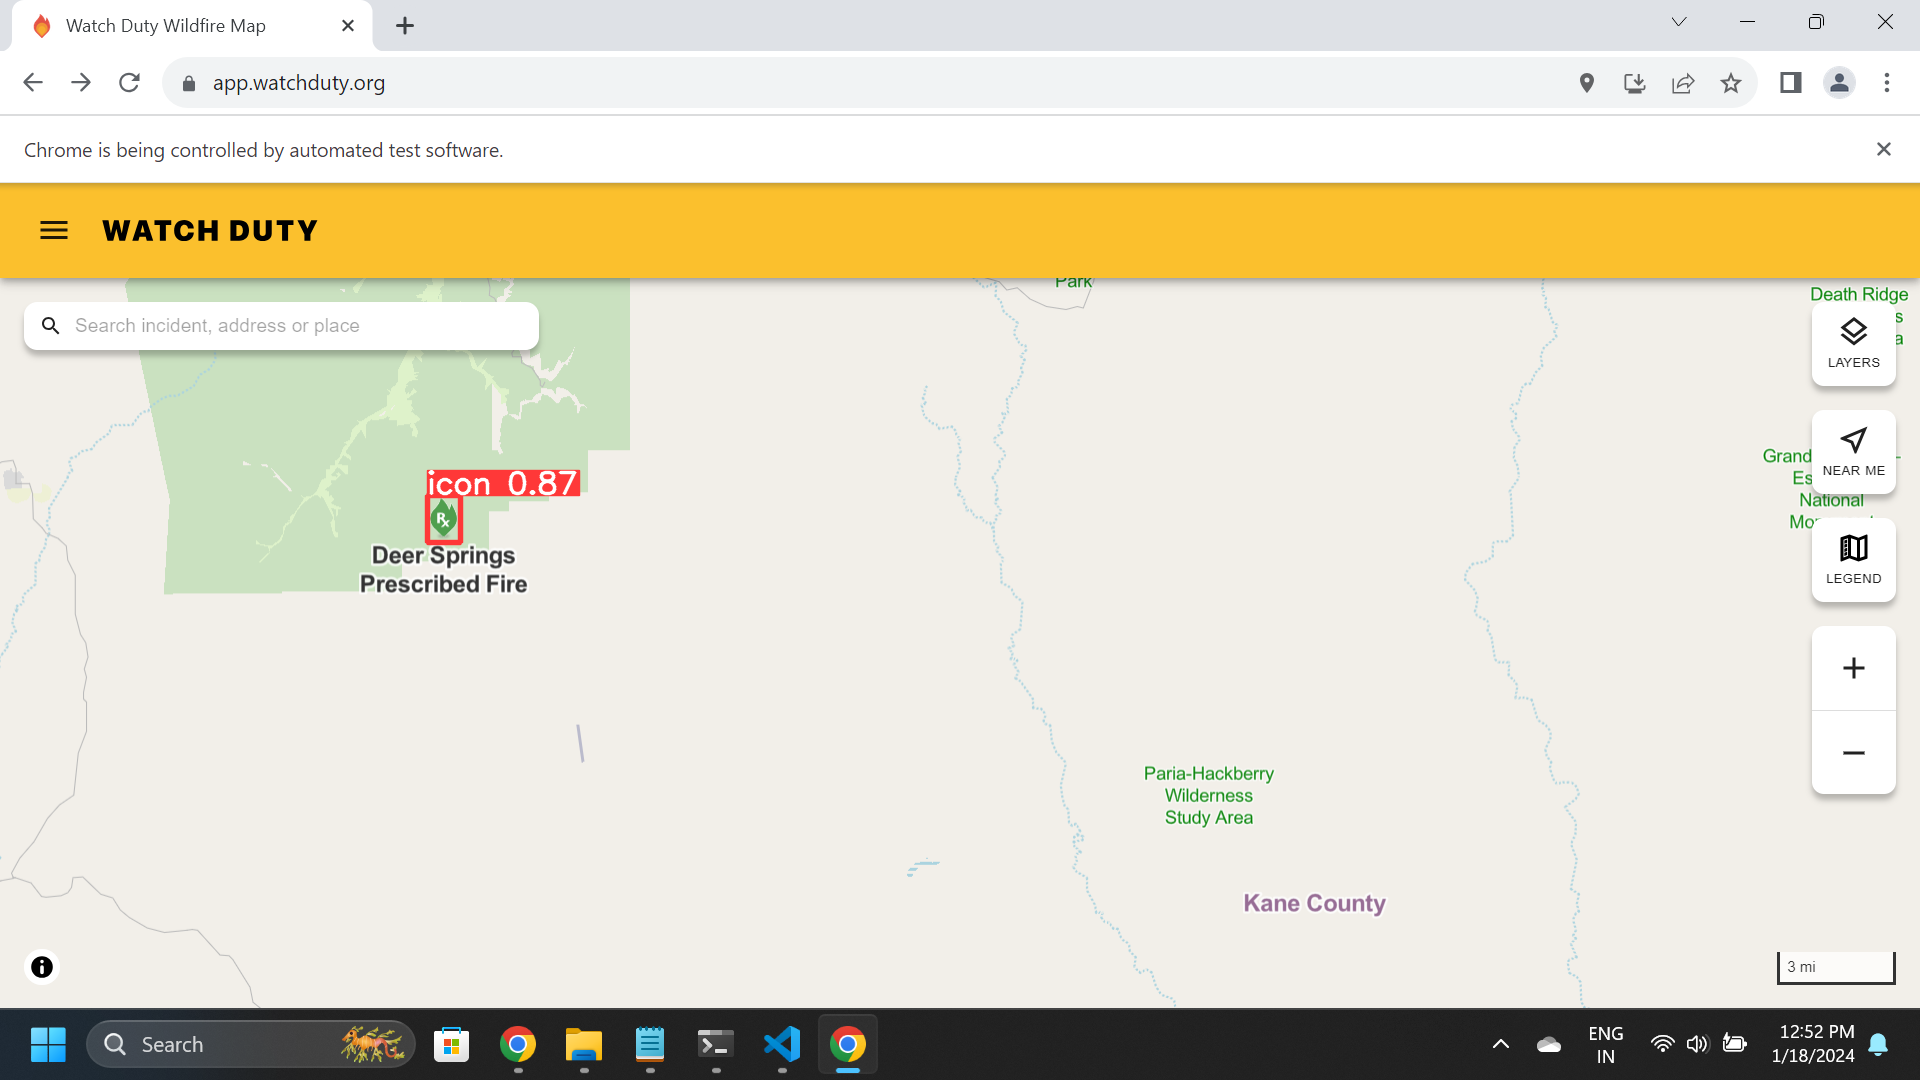 Watch Duty Wildfire Map
app.watchduty.org
Chrome is being controlled by automated test software.
WATCH DUTY
Search incident, address or place
Park
Death Ridge
s
a
LAYERS
Grand
-
Es
National
NEAR ME
LEGEND
icon 0.87
Rx
Deer Springs
Prescribed Fire
Paria-Hackberry
Wilderness
Study Area
Kane County
3 mi
Search
ENG
IN
12:52 PM
1/18/2024